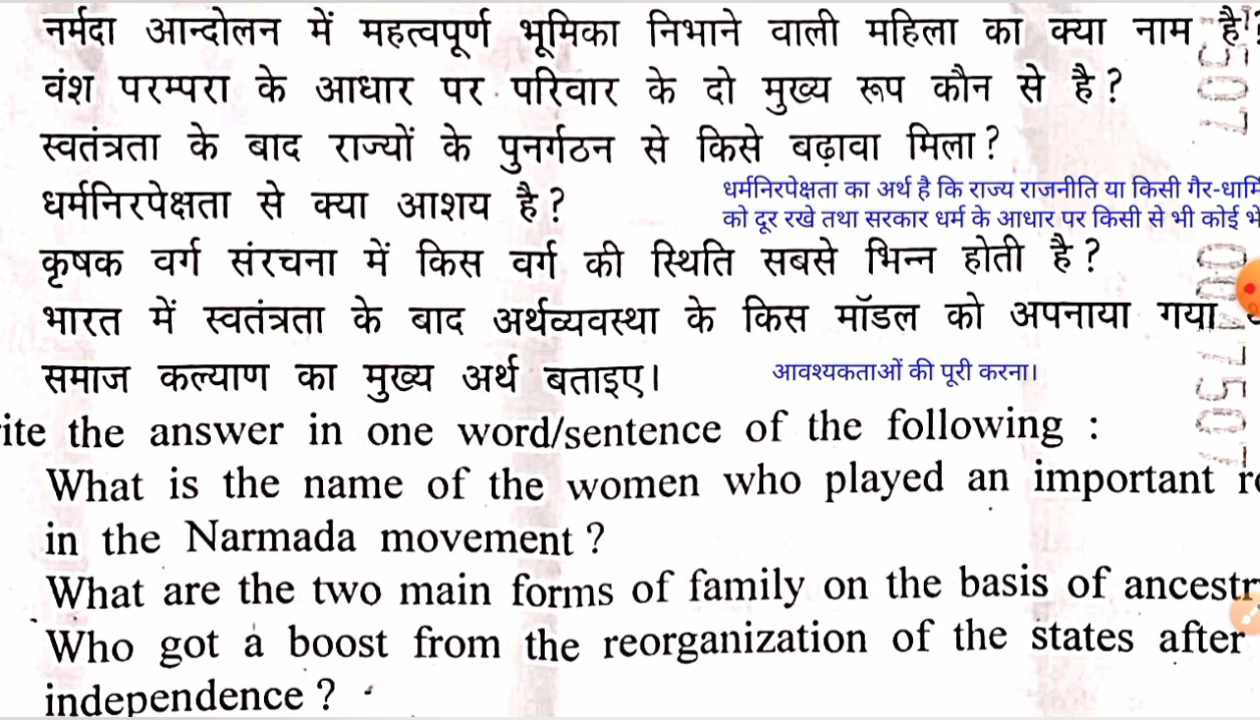 नर्मदा आन्दोलन में महत्वपूर्ण भूमिका निभाने वाली महिला का क्या नाम है?
वंश परम्परा के आधार पर परिवार के दो मुख्य रूप कौन से है?
स्वतंत्रता के बाद राज्यों के पुनर्गठन से किसे बढ़ावा मिला?
धर्मनिरपेक्षता से क्या आशय है?
धर्मनिरपेक्षता का अर्थ है कि राज्य राजनीति या किसी
को दूर रखे तथा सरकार धर्म के आधार पर किसी से भी कोई
कृषक वर्ग संरचना में किस वर्ग की स्थिति सबसे भिन्न होती है?
भारत में स्वतंत्रता के बाद अर्थव्यवस्था के किस मॉडल को अपनाया गया
समाज कल्याण का मुख्य अर्थ बताइए।
आवश्यकताओं की पूरी करना।
ite the answer in one word/sentence of the following :
What is the name of the women who played an important
in the Narmada movement ?
What are the two main forms of family on the basis of ancestr
Who got a boost from the reorganization of the states after
independence ?